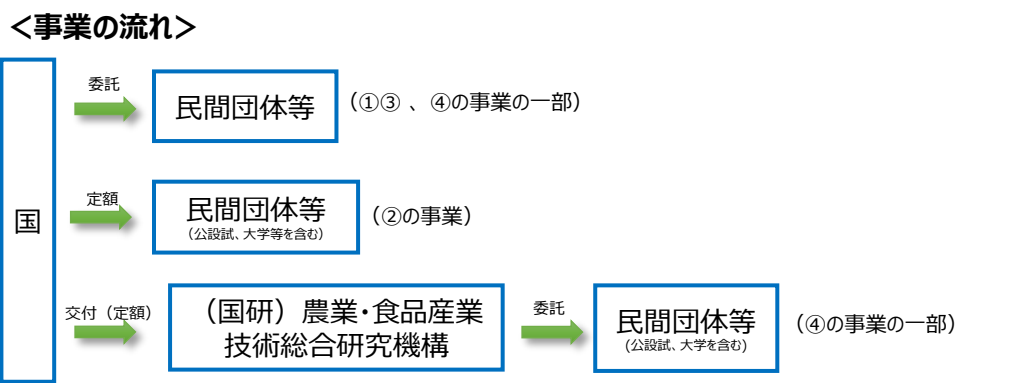 ＜事業の流れ＞
国
委託
民間団体等
（①③ 、④の事業の一部）
定額
民間団体等
（公設試、大学等を含む）
（②の事業）
交付（定額）
（国研）農業・食品産業
技術総合研究機構
委託
民間団体等
(公設試、大学を含む)
（④の事業の一部）